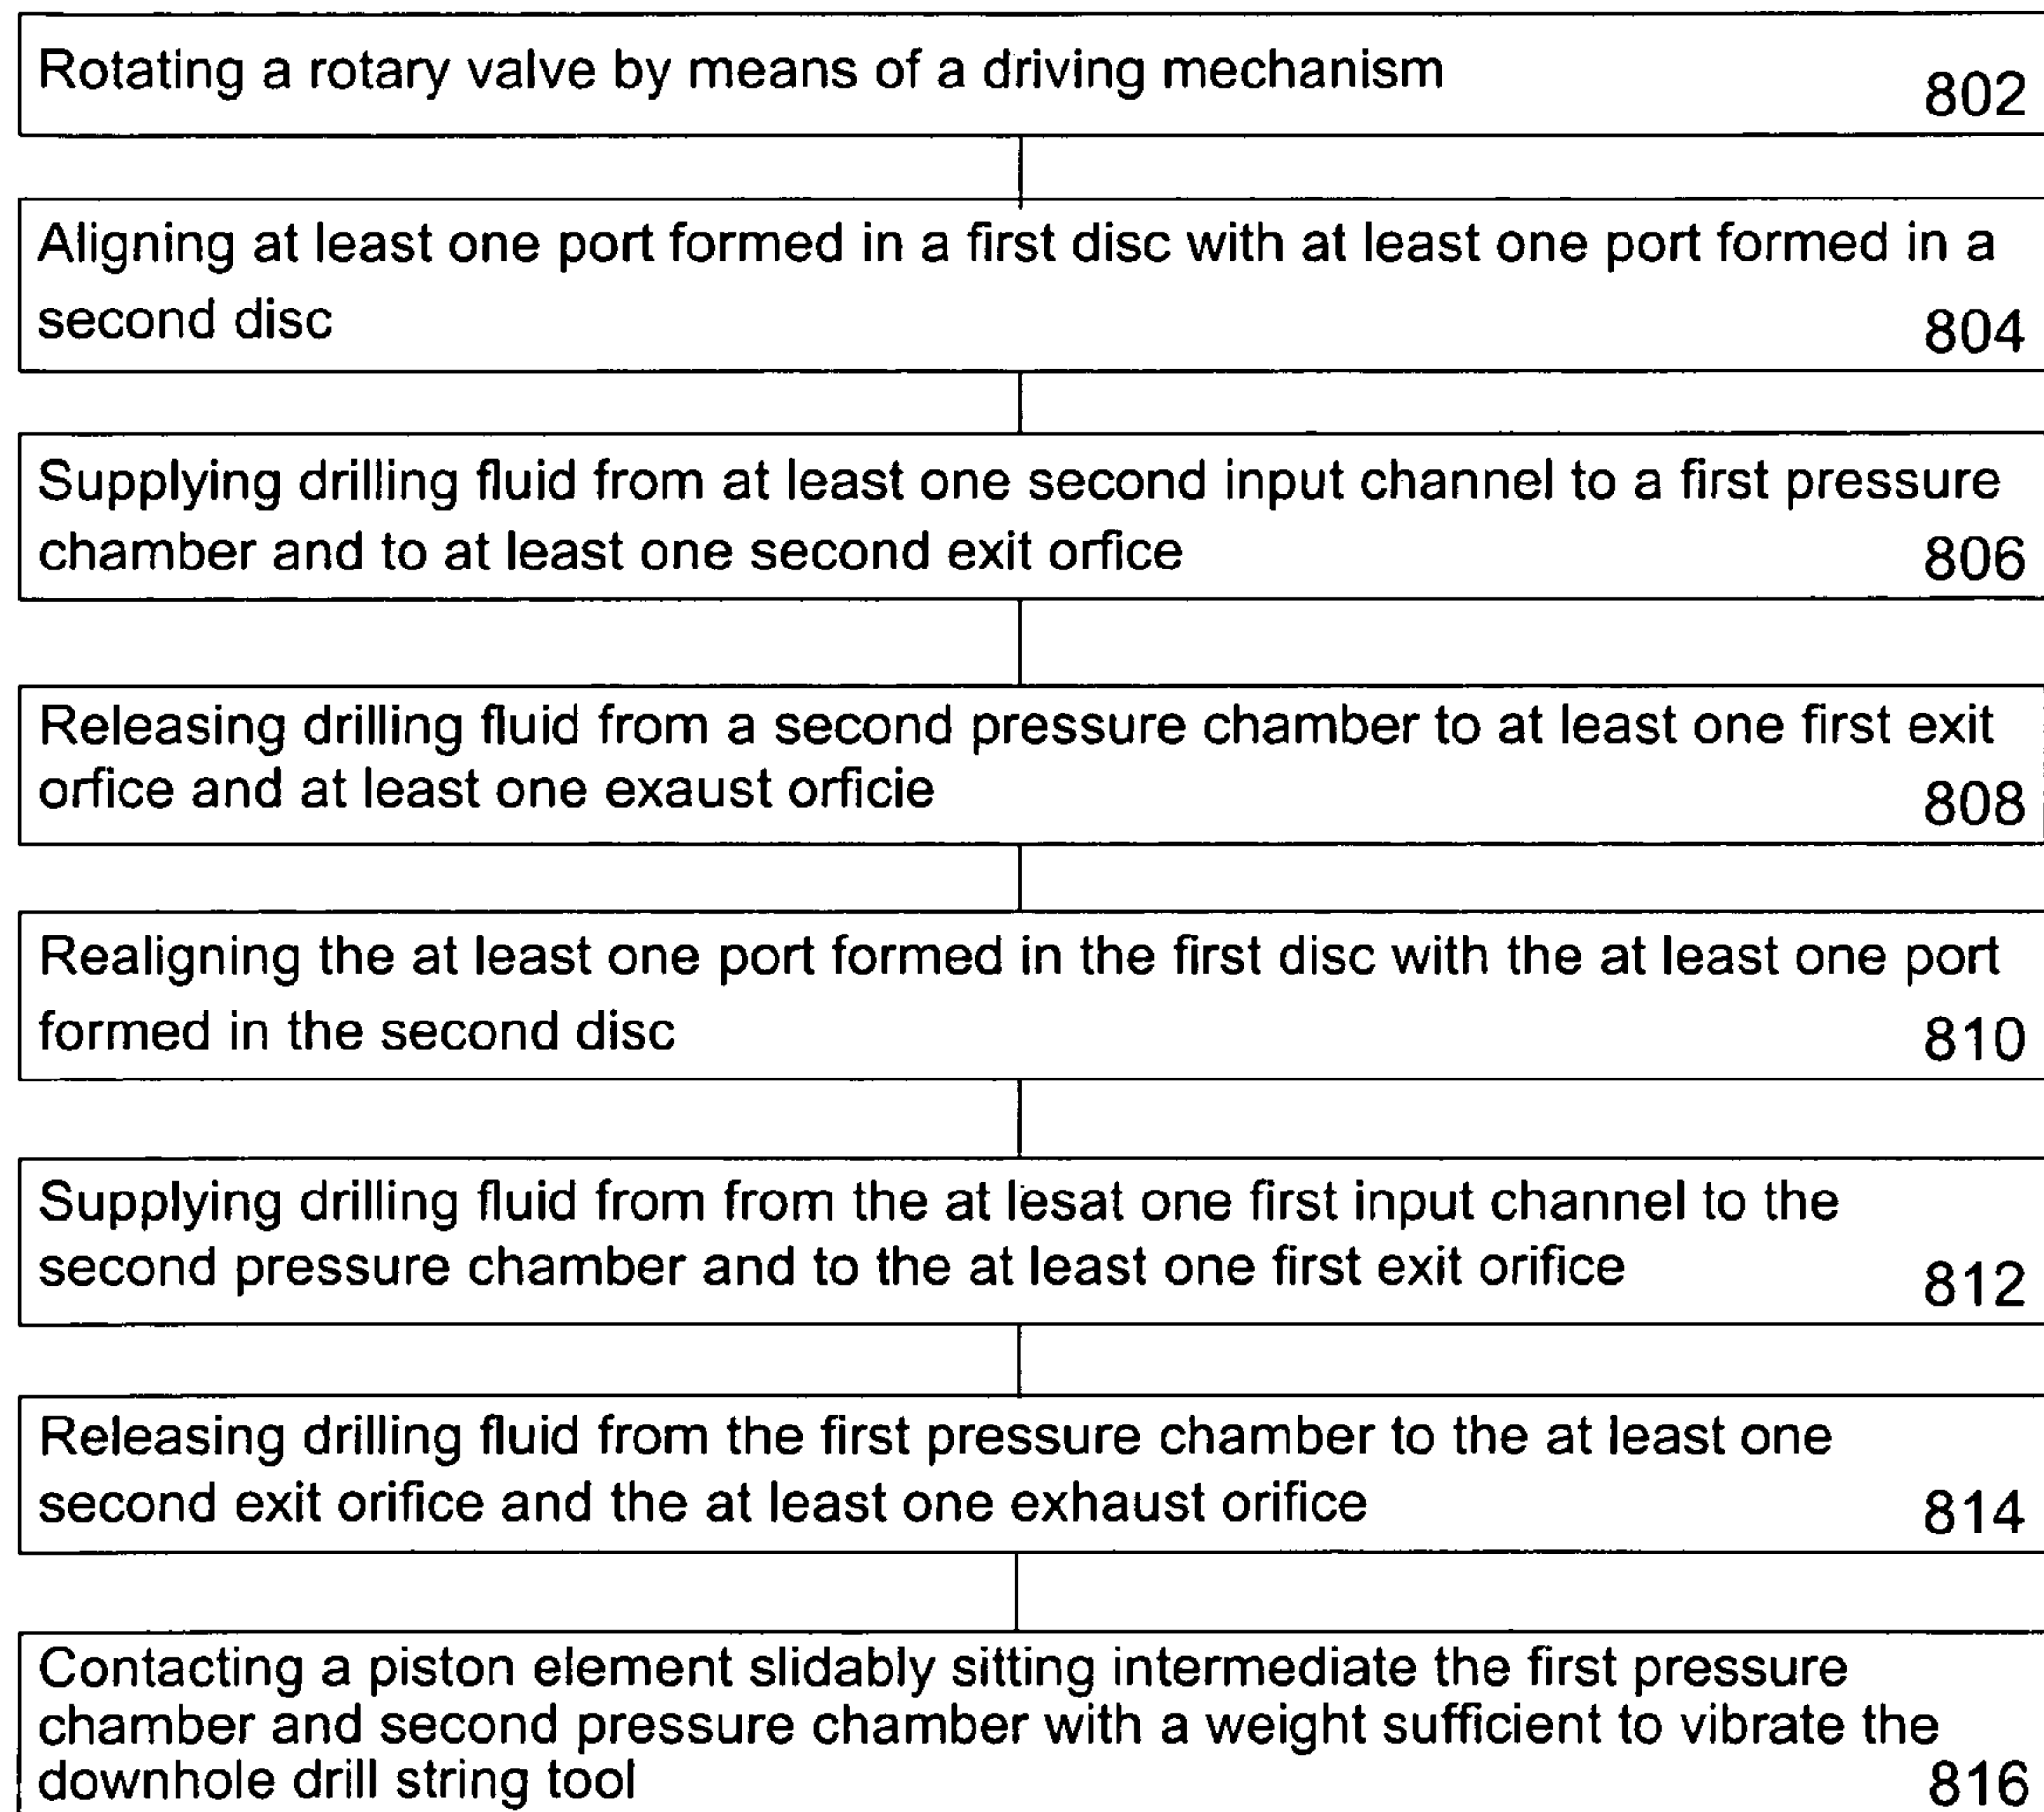 Rotating a rotary valve by means of a driving mechanism
802
Aligning at least one port formed in a first disc with at least one port formed in a
second disc
804
Supplying drilling fluid from at least one second input channel to a first pressure
chamber and to at least one second exit orfice
806
Releasing drilling fluid from a second pressure chamber to at least one first exit
orfice and at least one exaust orficie
808
Realigning the at least one port formed in the first disc with the at least one port
formed in the second disc
810
Supplying drilling fluid from from the at lesat one first input channel to the
second pressure chamber and to the at least one first exit orifice
812
Releasing drilling fluid from the first pressure chamber to the at least one
second exit orifice and the at least one exhaust orifice
814
Contacting a piston element slidably sitting intermediate the first pressure
chamber and second pressure chamber with a weight sufficient to vibrate the
downhole drill string tool
816